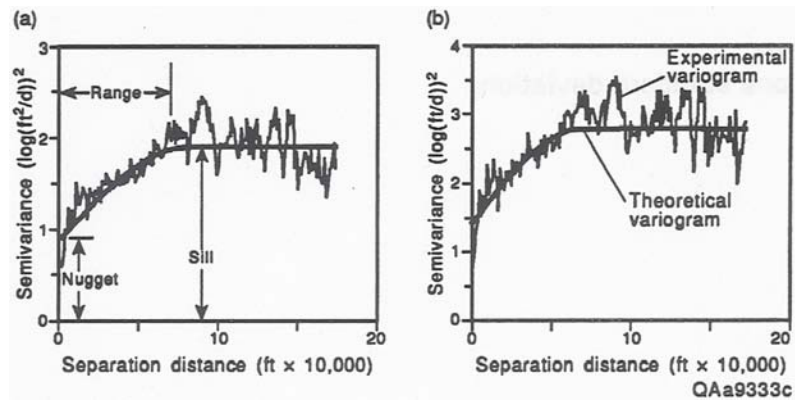 (a)
3
2
1
0
Semivariance (log(ft²/d))²
Range
Nugget
Sill
0
10
20
Separation distance (ft × 10,000)
(b)
4
3
2
1
0
Semivariance (log(ft/d))²
Experimental
variogram
Theoretical
variogram
0
10
20
Separation distance (ft × 10,000)
QAa9333c